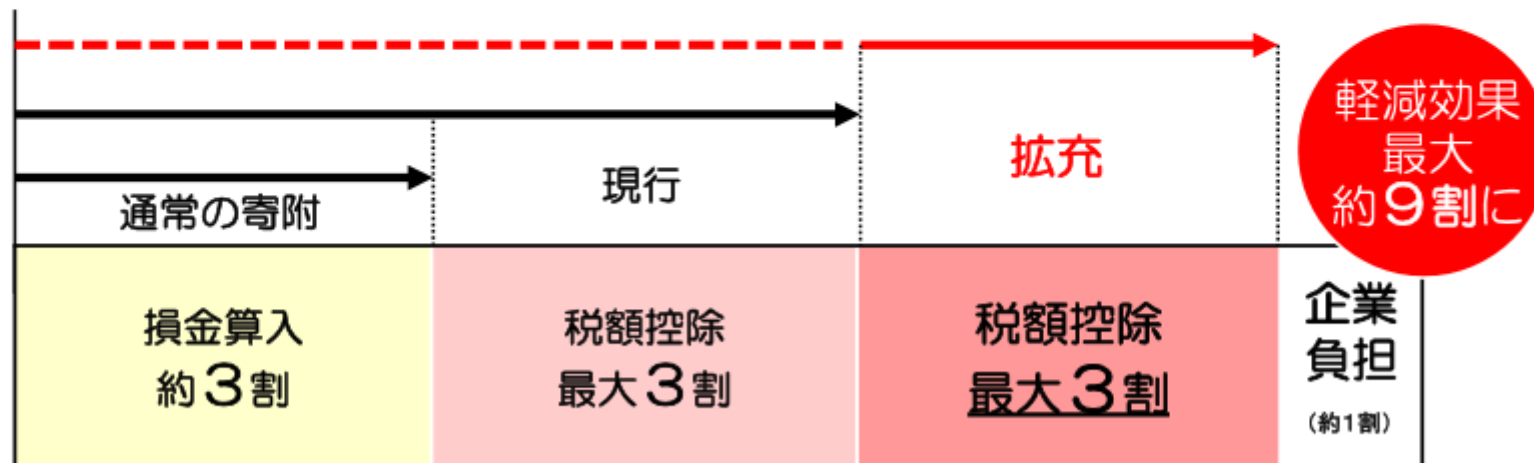 軽減効果
最大
約9割に
拡充
現行
通常の寄附
損金算入
約3割
税額控除
最大3割
税額控除
最大3割
企業
負担
(約1割)